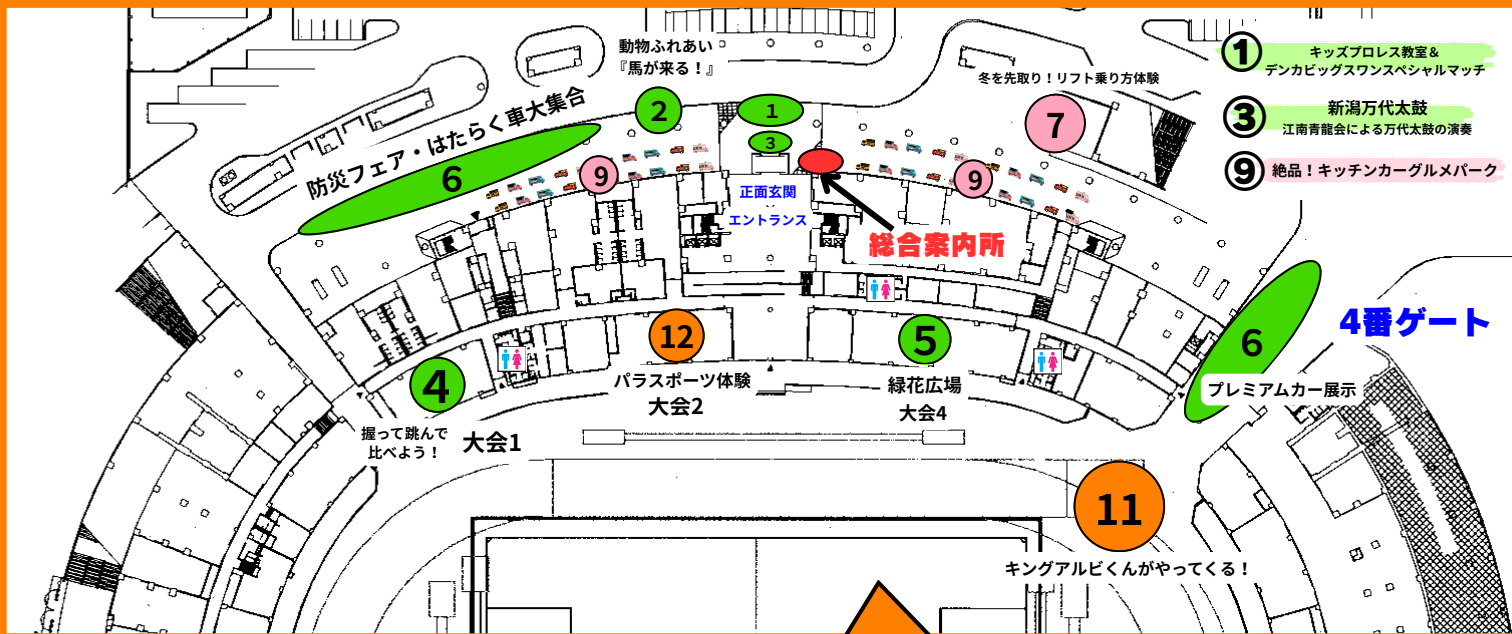 動物ふれあい
『馬が来る！』
冬を先取り！リフト乗り方体験
防災フェア・はたらく車大集合
6
2
1
3
7
9
9
正面玄関
エントランス
総合案内所
1
キッズプロレス教室＆
デンカビッグスワンスペシャルマッチ
3
新潟万代太鼓
江南青龍会による万代太鼓の演奏
9
絶品！キッチンカーグルメパーク
4番ゲート
6
プレミアムカー展示
12
パラスポーツ体験
大会2
5
緑花広場
大会4
4
握って跳んで
比べよう！
大会1
11
キングアルビくんがやってくる！